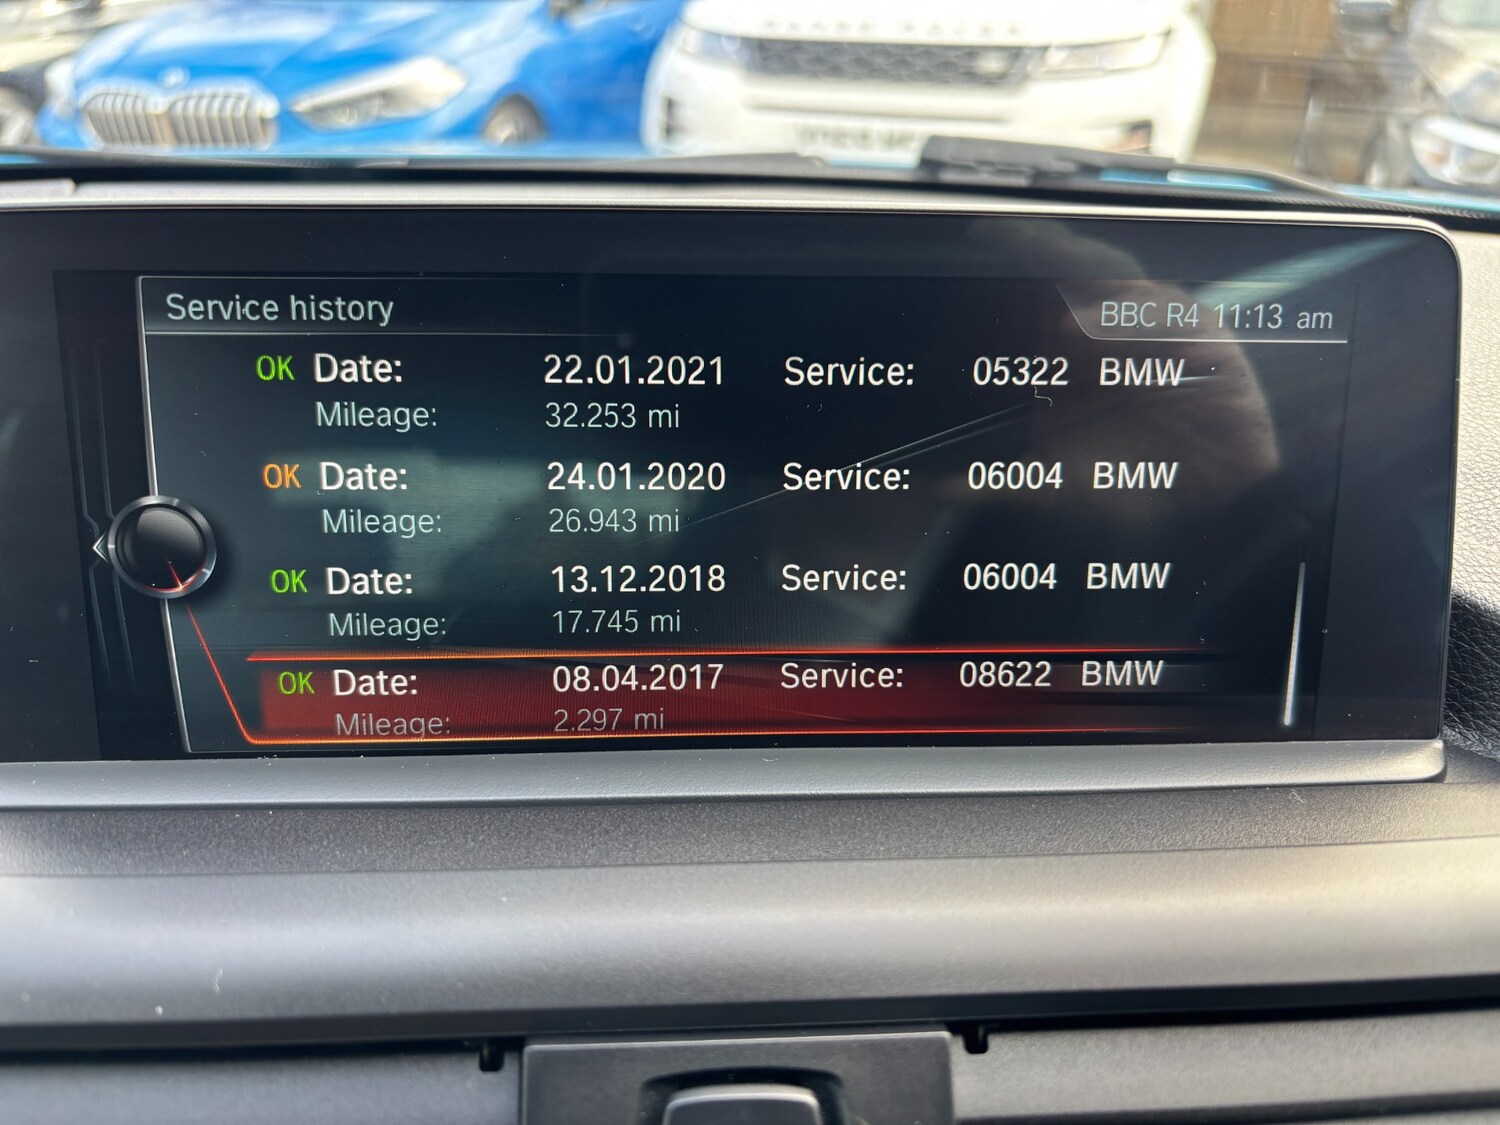 Service history BBC R4 11:13 am
OK Date: 22.01.2021 Service: 05322 BMW
Mileage: 32.253 mi
OK Date: 24.01.2020 Service: 06004 BMW
Mileage: 26.943 mi
OK Date: 13.12.2018 Service: 06004 BMW
Mileage: 17.745 mi
OK Date: 08.04.2017 Service: 08622 BMW
Mileage: 2.297 mi